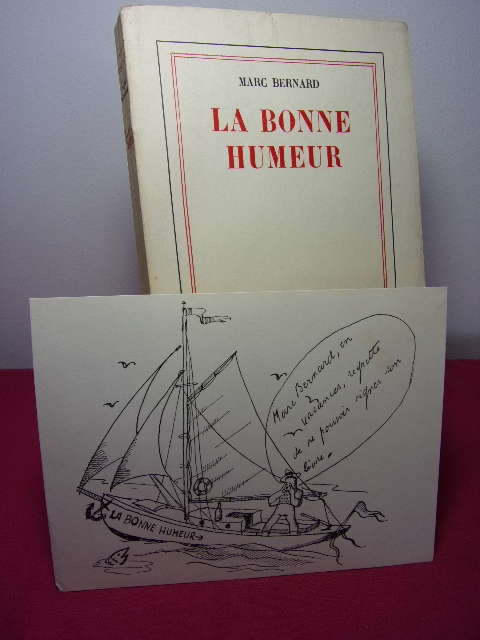 MARC BERNARD
LA BONNE
HUMEUR
Marc Bernard, en
vacances, regrette
de ne pouvoir signer son
livre.
LA BONNE HUMEUR